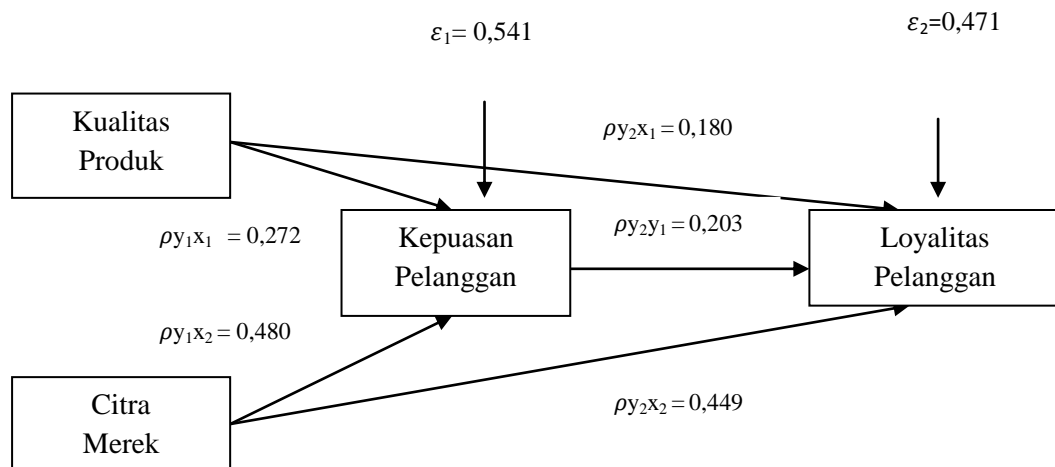 ε₁= 0,541
ε₂=0,471
Kualitas
Produk
ρy₂x₁ = 0,180
ρy₁x₁ = 0,272
Kepuasan
Pelanggan
ρy₂y₁ = 0,203
Loyalitas
Pelanggan
ρy₁x₂ = 0,480
Citra
Merek
ρy₂x₂ = 0,449